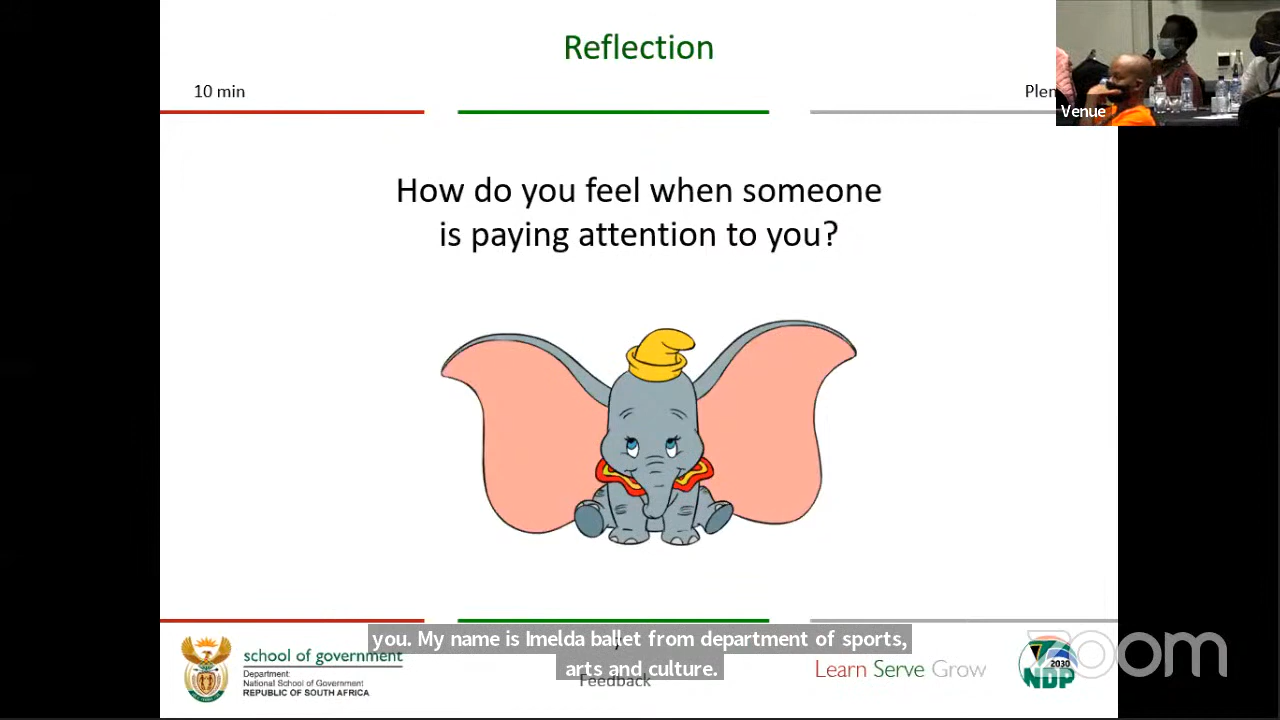 Reflection
10 min
Plen
Venue
How do you feel when someone
is paying attention to you?
you. My name is Imelda ballet from department of sports,
arts and culture.
school of government
Department:
National School of Government
REPUBLIC OF SOUTH AFRICA
Feedback
Learn Serve Grow
2030
NDP
zoom